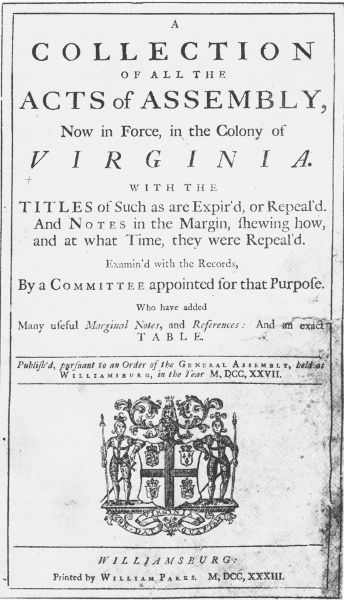 A
COLLECTION
OF ALL THE
ACTS of ASSEMBLY,
Now in Force, in the Colony of
VIRGINIA.
WITH THE
TITLES of Such as are Expir'd, or Repeal'd.
And NOTES in the Margin, ſhewing how,
and at what Time, they were Repeal'd.
Examin'd with the Records,
By a COMMITTEE appointed for that Purpoſe.
Who have added
Many uſeful Marginal Notes, and References: And an exact
TABLE.
Publiſh'd, purſuant to an Order of the GENERAL ASSEMBLY, held at
WILLIAMSBURG, in the Year M, DCC, XXVII.
EN DAT VIRGINIA QUARTAM
WILLIAMSBURG:
Printed by WILLIAM PARKS. M, DCC, XXXIII.